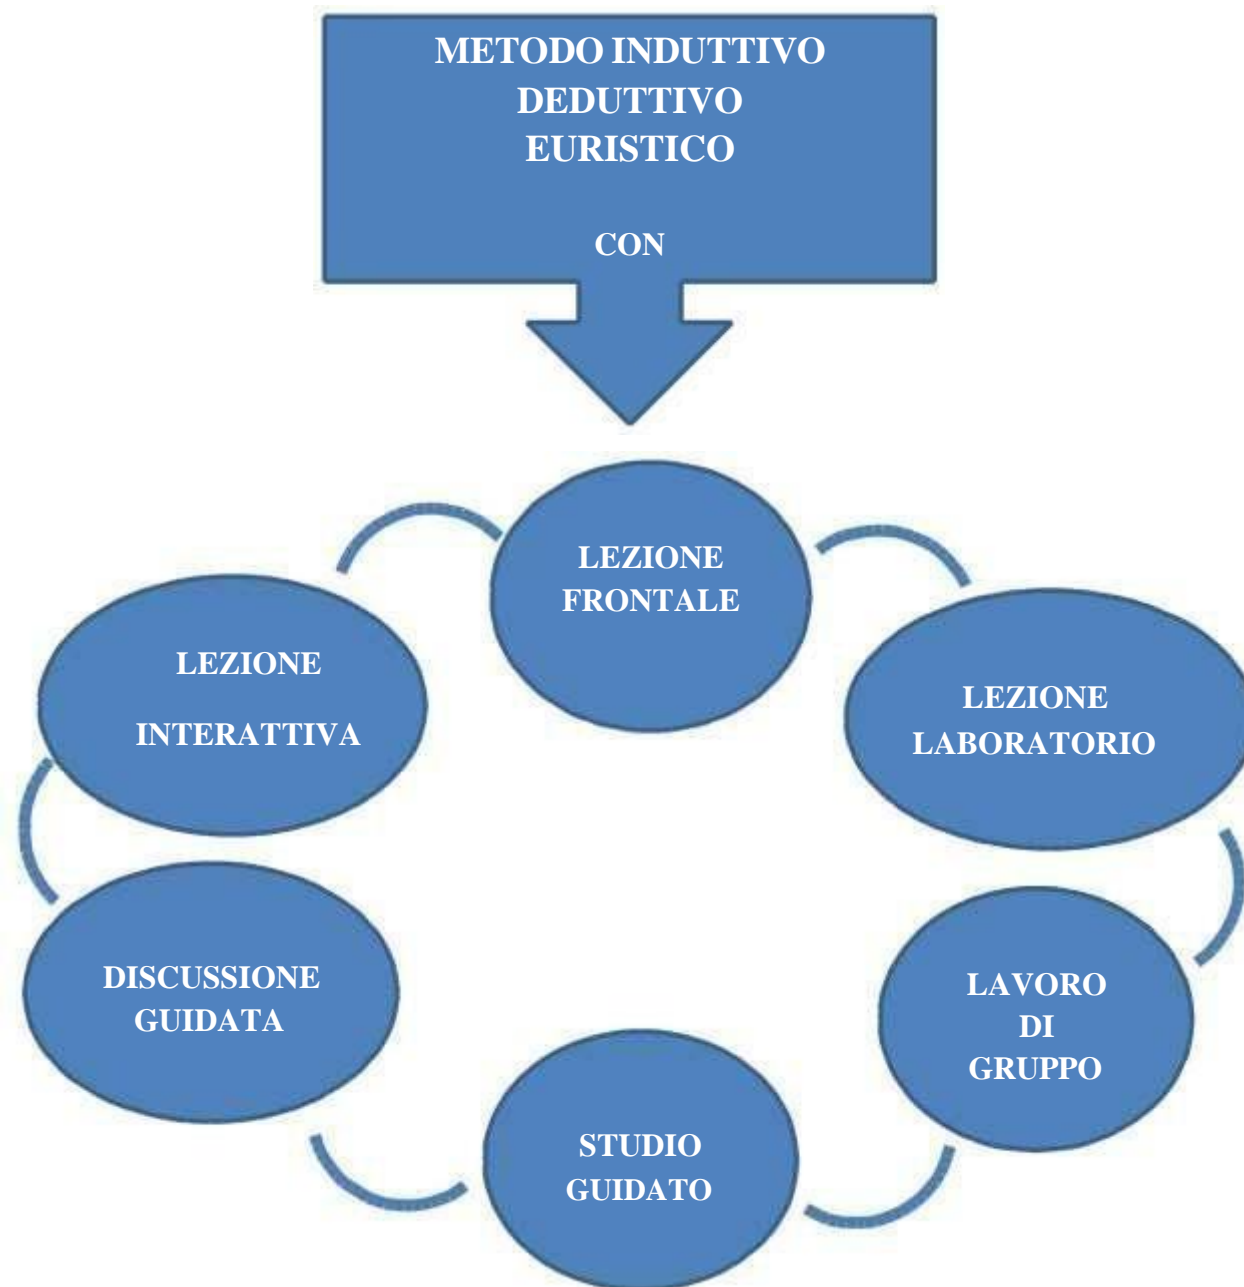 METODO INDUTTIVO
DEDUTTIVO
EURISTICO
CON
LEZIONE
FRONTALE
LEZIONE
INTERATTIVA
LEZIONE
LABORATORIO
DISCUSSIONE
GUIDATA
LAVORO
DI
GRUPPO
STUDIO
GUIDATO